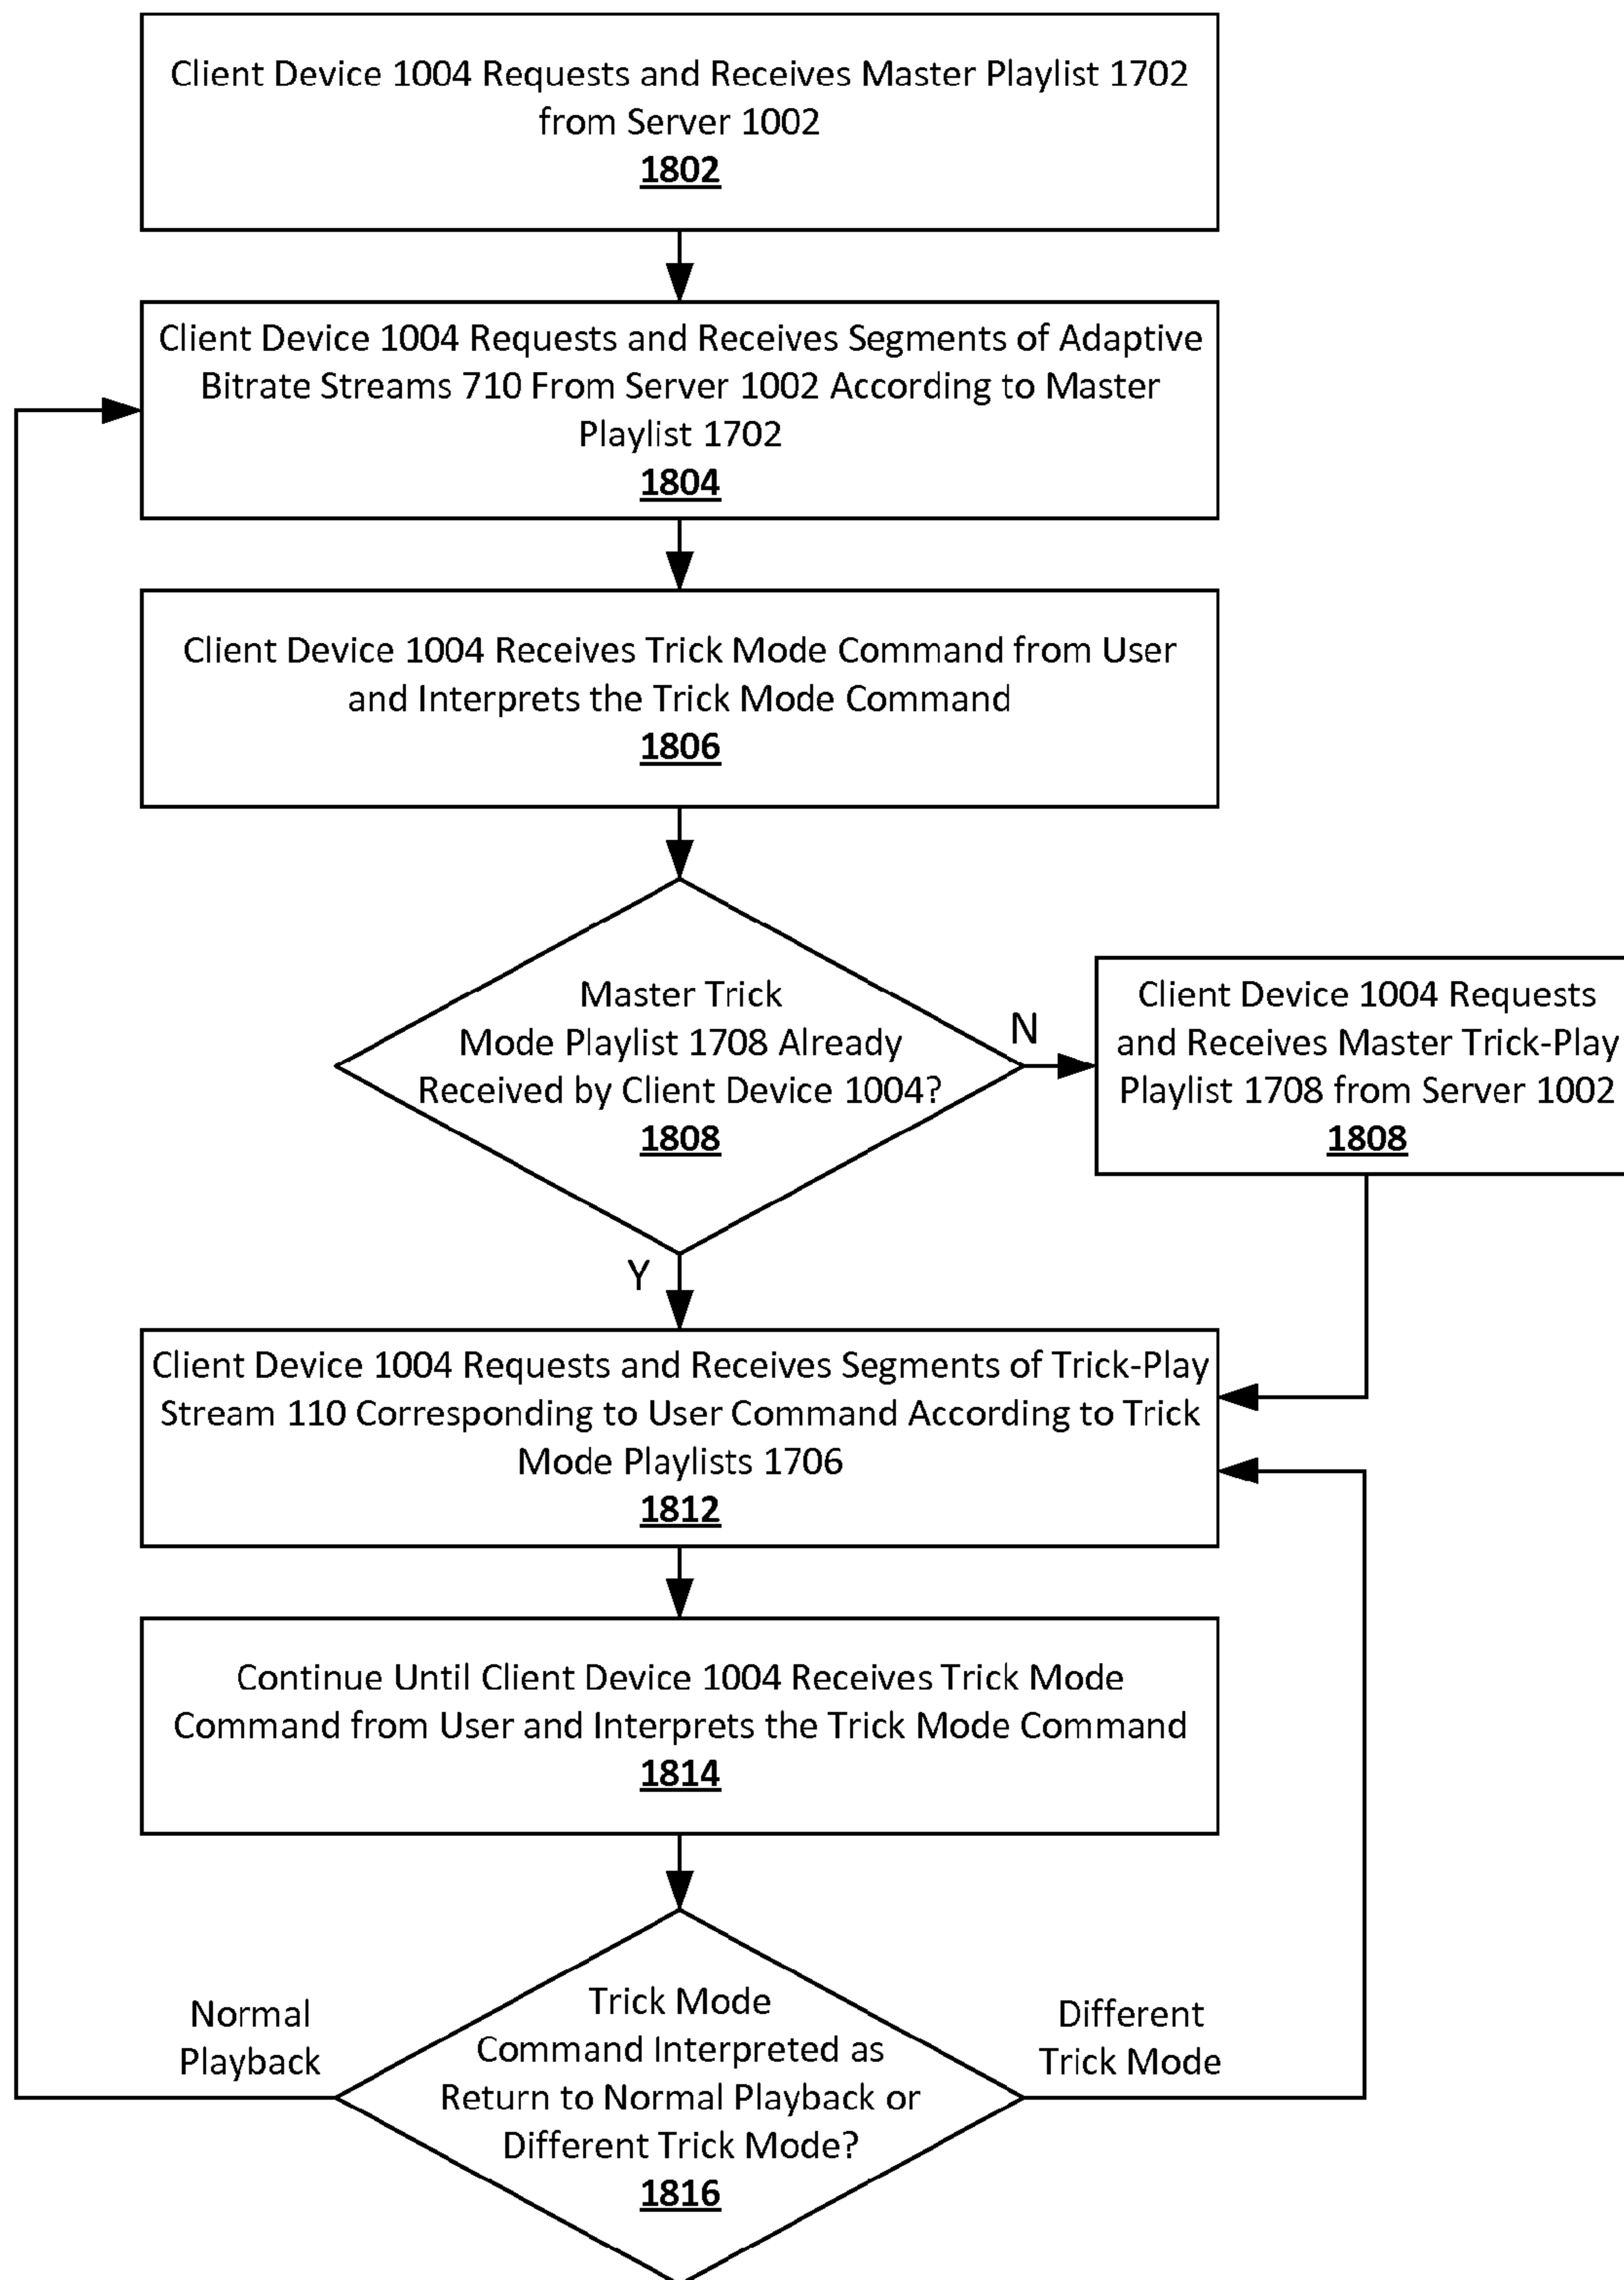 Client Device 1004 Requests and Receives Master Playlist 1702
from Server 1002
1802
Client Device 1004 Requests and Receives Segments of Adaptive
Bitrate Streams 710 From Server 1002 According to Master
Playlist 1702
1804
Client Device 1004 Receives Trick Mode Command from User
and Interprets the Trick Mode Command
1806
Master Trick
Mode Playlist 1708 Already
Received by Client Device 1004?
1808
N
Client Device 1004 Requests
and Receives Master Trick-Play
Playlist 1708 from Server 1002
1808
Y
Client Device 1004 Requests and Receives Segments of Trick-Play
Stream 110 Corresponding to User Command According to Trick
Mode Playlists 1706
1812
Continue Until Client Device 1004 Receives Trick Mode
Command from User and Interprets the Trick Mode Command
1814
Normal
Playback
Trick Mode
Command Interpreted as
Return to Normal Playback or
Different Trick Mode?
1816
Different
Trick Mode